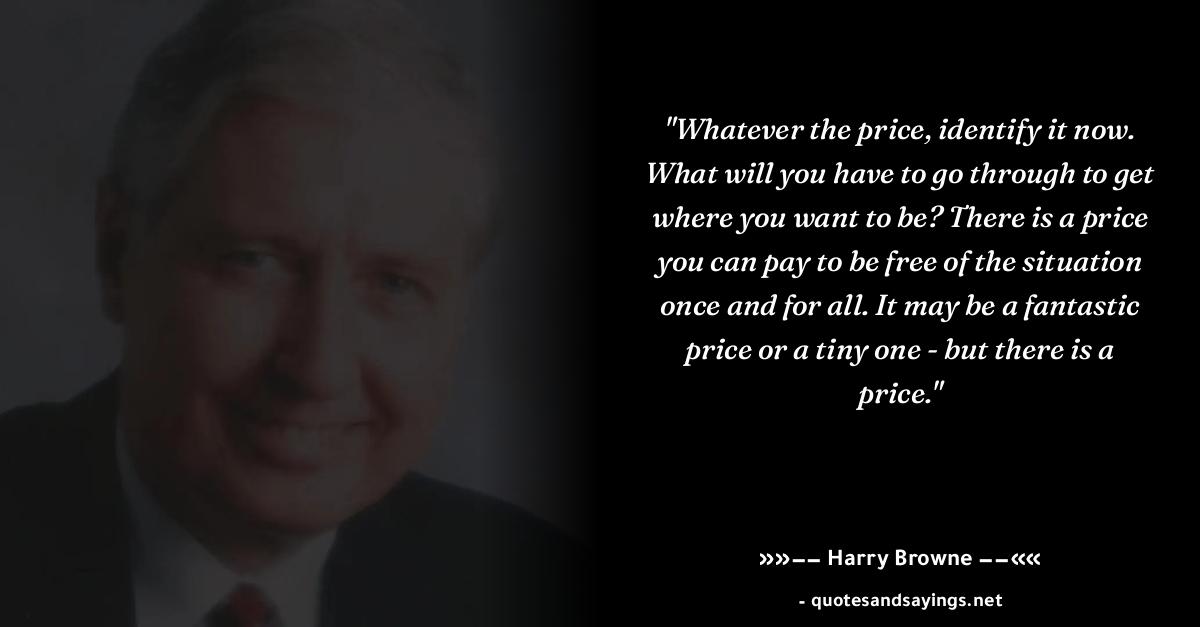 "Whatever the price, identify it now.
What will you have to go through to get
where you want to be? There is a price
you can pay to be free of the situation
once and for all. It may be a fantastic
price or a tiny one - but there is a
price."
»»–– Harry Browne ––««
- quotesandsayings.net